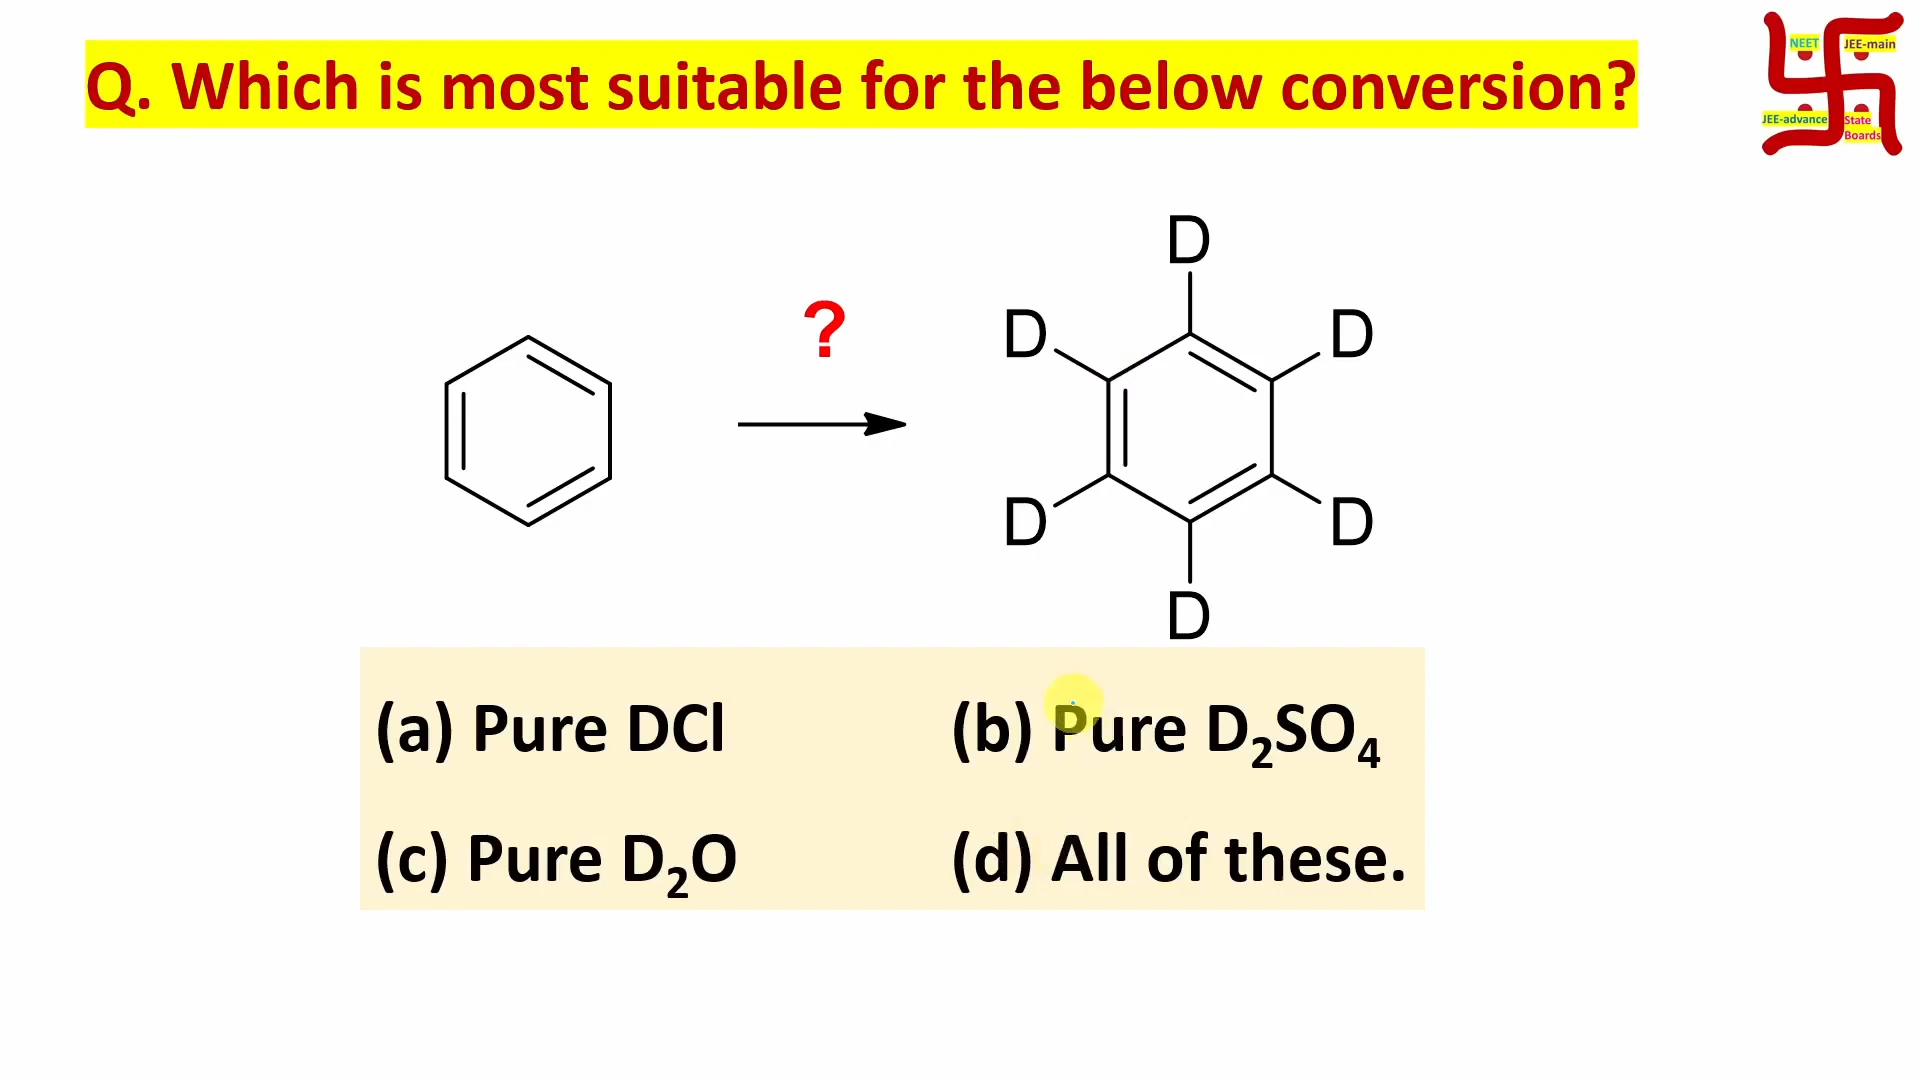 Q. Which is most suitable for the below conversion?
NEET
JEE-main
JEE-advance
State
Boards
?
D
D
D
D
D
D
(a) Pure DCl
(b) Pure D₂SO₄
(c) Pure D₂O
(d) All of these.